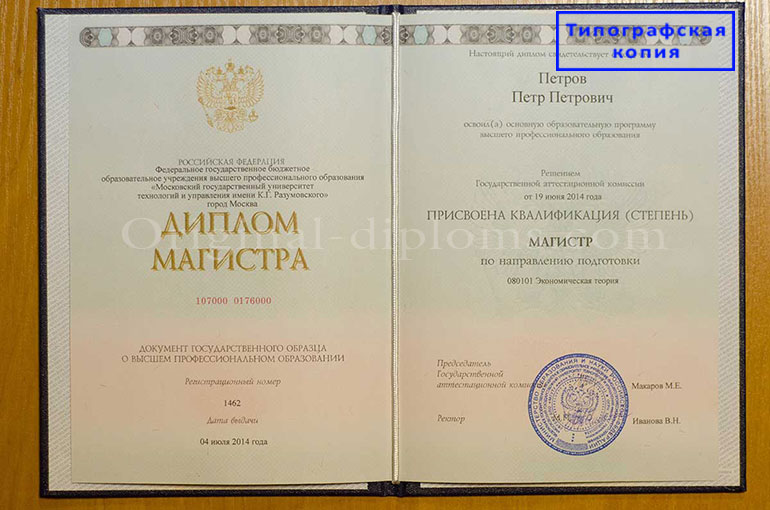 РОССИЙСКАЯ ФЕДЕРАЦИЯ
Федеральное государственное бюджетное
образовательное учреждения высшего профессионального образования
«Московский государственный университет
технологий и управления имени К.Г. Разумовского»
город Москва
ДИПЛОМ
МАГИСТРА
Original-diploms.com
107000 0176000
ДОКУМЕНТ ГОСУДАРСТВЕННОГО ОБРАЗЦА
О ВЫСШЕМ ПРОФЕССИОНАЛЬНОМ ОБРАЗОВАНИИ
Регистрационный номер
1462
Дата выдачи
04 июля 2014 года
Типографская
копия
Настоящий диплом свидетельствует
Петров
Петр Петрович
освоил(а) основную образовательную программу
высшего профессионального образования
Решением
Государственной аттестационной комиссии
от 19 июня 2014 года
ПРИСВОЕНА КВАЛИФИКАЦИЯ (СТЕПЕНЬ)
МАГИСТР
по направлению подготовки
080101 Экономическая теория
Председатель
Государственной
аттестационной
Макаров М.Е.
Ректор
Иванова В.Н.